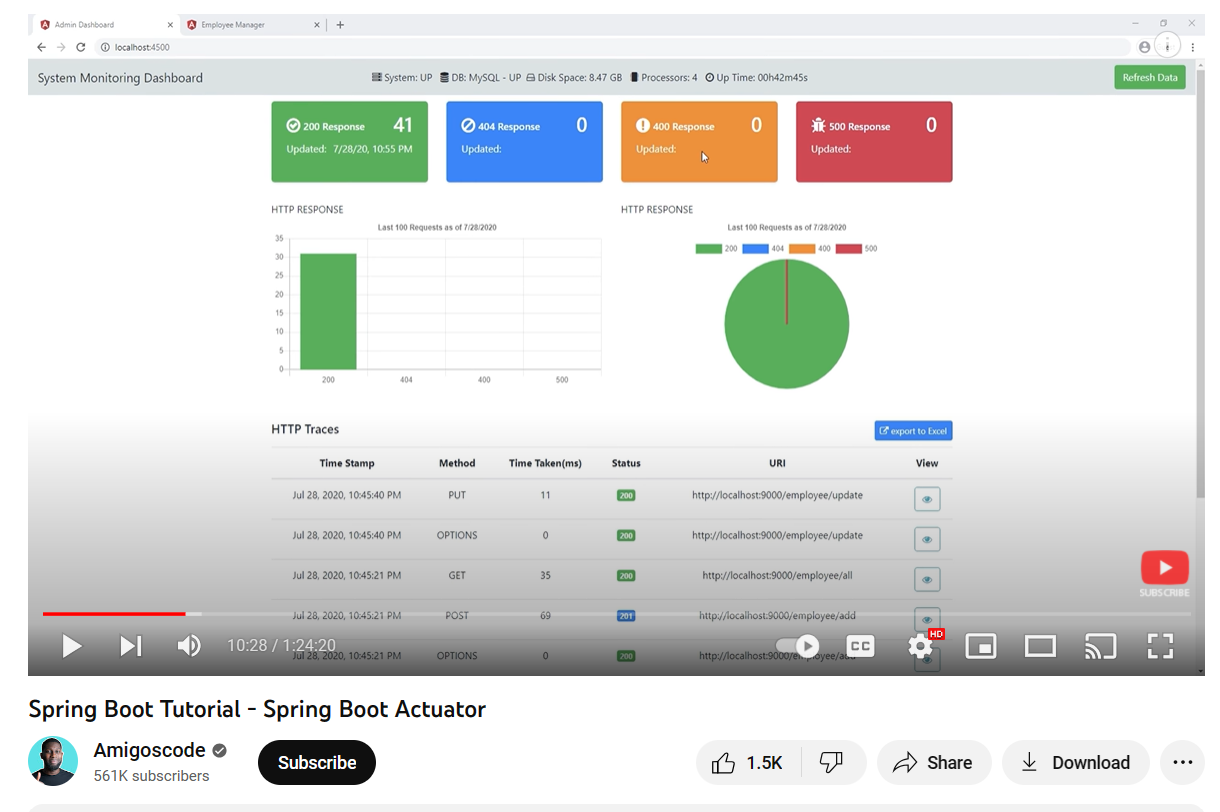 Admin Dashboard
Employee Manager
localhost:4500
System Monitoring Dashboard
System: UP DB: MySQL - UP Disk Space: 8.47 GB Processors: 4 Up Time: 00h42m45s
Refresh Data
200 Response 41
Updated: 7/28/20, 10:55 PM
404 Response 0
Updated:
400 Response 0
Updated:
500 Response 0
Updated:
HTTP RESPONSE
Last 100 Requests as of 7/28/2020
35
30
25
20
15
10
5
0
200 404 400 500
HTTP RESPONSE
Last 100 Requests as of 7/28/2020
200 404 400 500
HTTP Traces
export to Excel
Time Stamp Method Time Taken(ms) Status URI View
Jul 28, 2020, 10:45:40 PM PUT 11 200 http://localhost:9000/employee/update
Jul 28, 2020, 10:45:40 PM OPTIONS 0 200 http://localhost:9000/employee/update
Jul 28, 2020, 10:45:21 PM GET 35 200 http://localhost:9000/employee/all
Jul 28, 2020, 10:45:21 PM POST 69 201 http://localhost:9000/employee/add
SUBSCRIBE
10:28 / 1:24:20
CC
HD
Jul 28, 2020, 10:45:21 PM OPTIONS 0 200 http://localhost:9000/employee/add
Spring Boot Tutorial - Spring Boot Actuator
Amigoscode
561K subscribers
Subscribe
1.5K
Share
Download